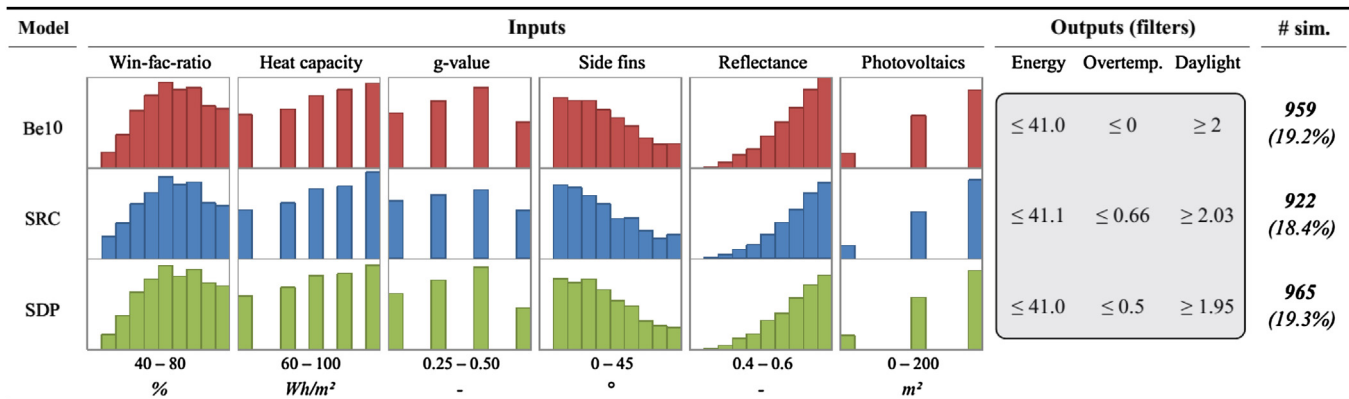 Model Inputs Outputs (filters) # sim.
Win-fac-ratio Heat capacity g-value Side fins Reflectance Photovoltaics Energy Overtemp. Daylight
Be10 ≤ 41.0 ≤ 0 ≥ 2 959
(19.2%)
SRC ≤ 41.1 ≤ 0.66 ≥ 2.03 922
(18.4%)
SDP ≤ 41.0 ≤ 0.5 ≥ 1.95 965
(19.3%)
40 – 80 60 – 100 0.25 – 0.50 0 – 45 0.4 – 0.6 0 – 200
% Wh/m² - ° - m²